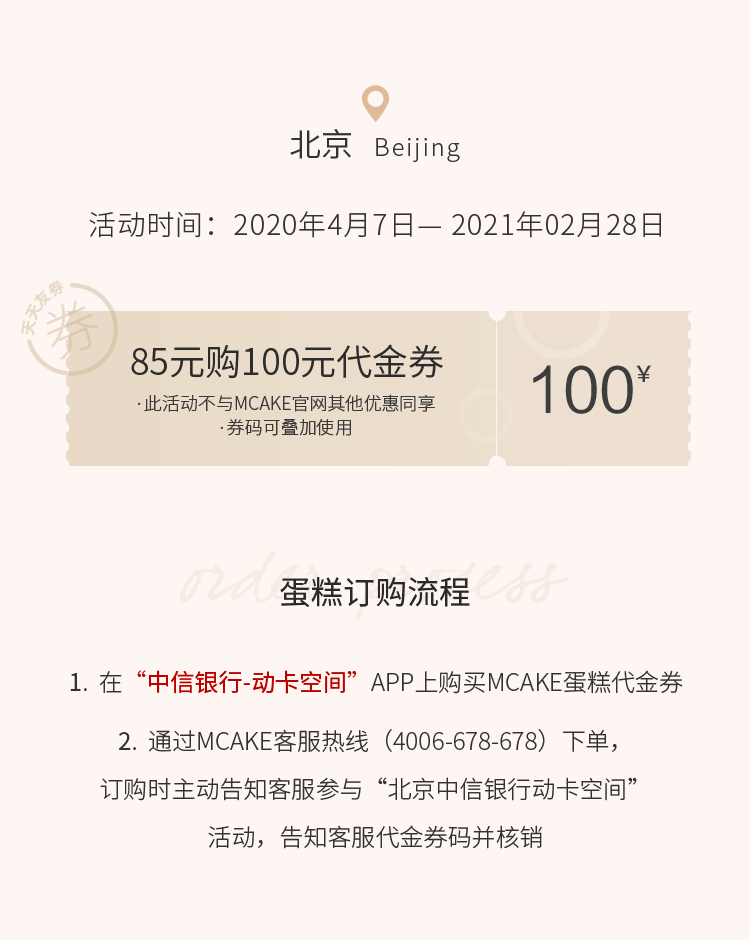 北京 Beijing
活动时间：2020年4月7日— 2021年02月28日
天天友券
券
85元购100元代金券
·此活动不与MCAKE官网其他优惠同享
·券码可叠加使用
100¥
order process
蛋糕订购流程
1. 在“中信银行-动卡空间”APP上购买MCAKE蛋糕代金券
2. 通过MCAKE客服热线（4006-678-678）下单，
订购时主动告知客服参与“北京中信银行动卡空间”
活动，告知客服代金券码并核销